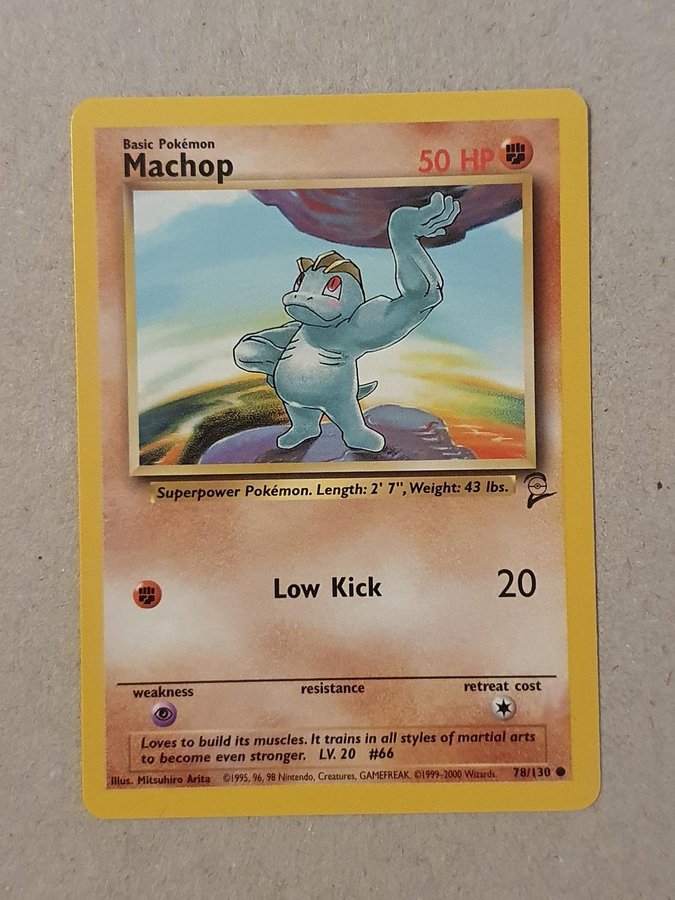 Basic Pokémon
Machop
50 HP
Superpower Pokémon. Length: 2' 7", Weight: 43 lbs.
Low Kick 20
weakness resistance retreat cost
Loves to build its muscles. It trains in all styles of martial arts
to become even stronger. LV. 20 #66
Illus. Mitsuhiro Arita ©1995, 96, 98 Nintendo, Creatures, GAMEFREAK. ©1999-2000 Wizards. 78/130